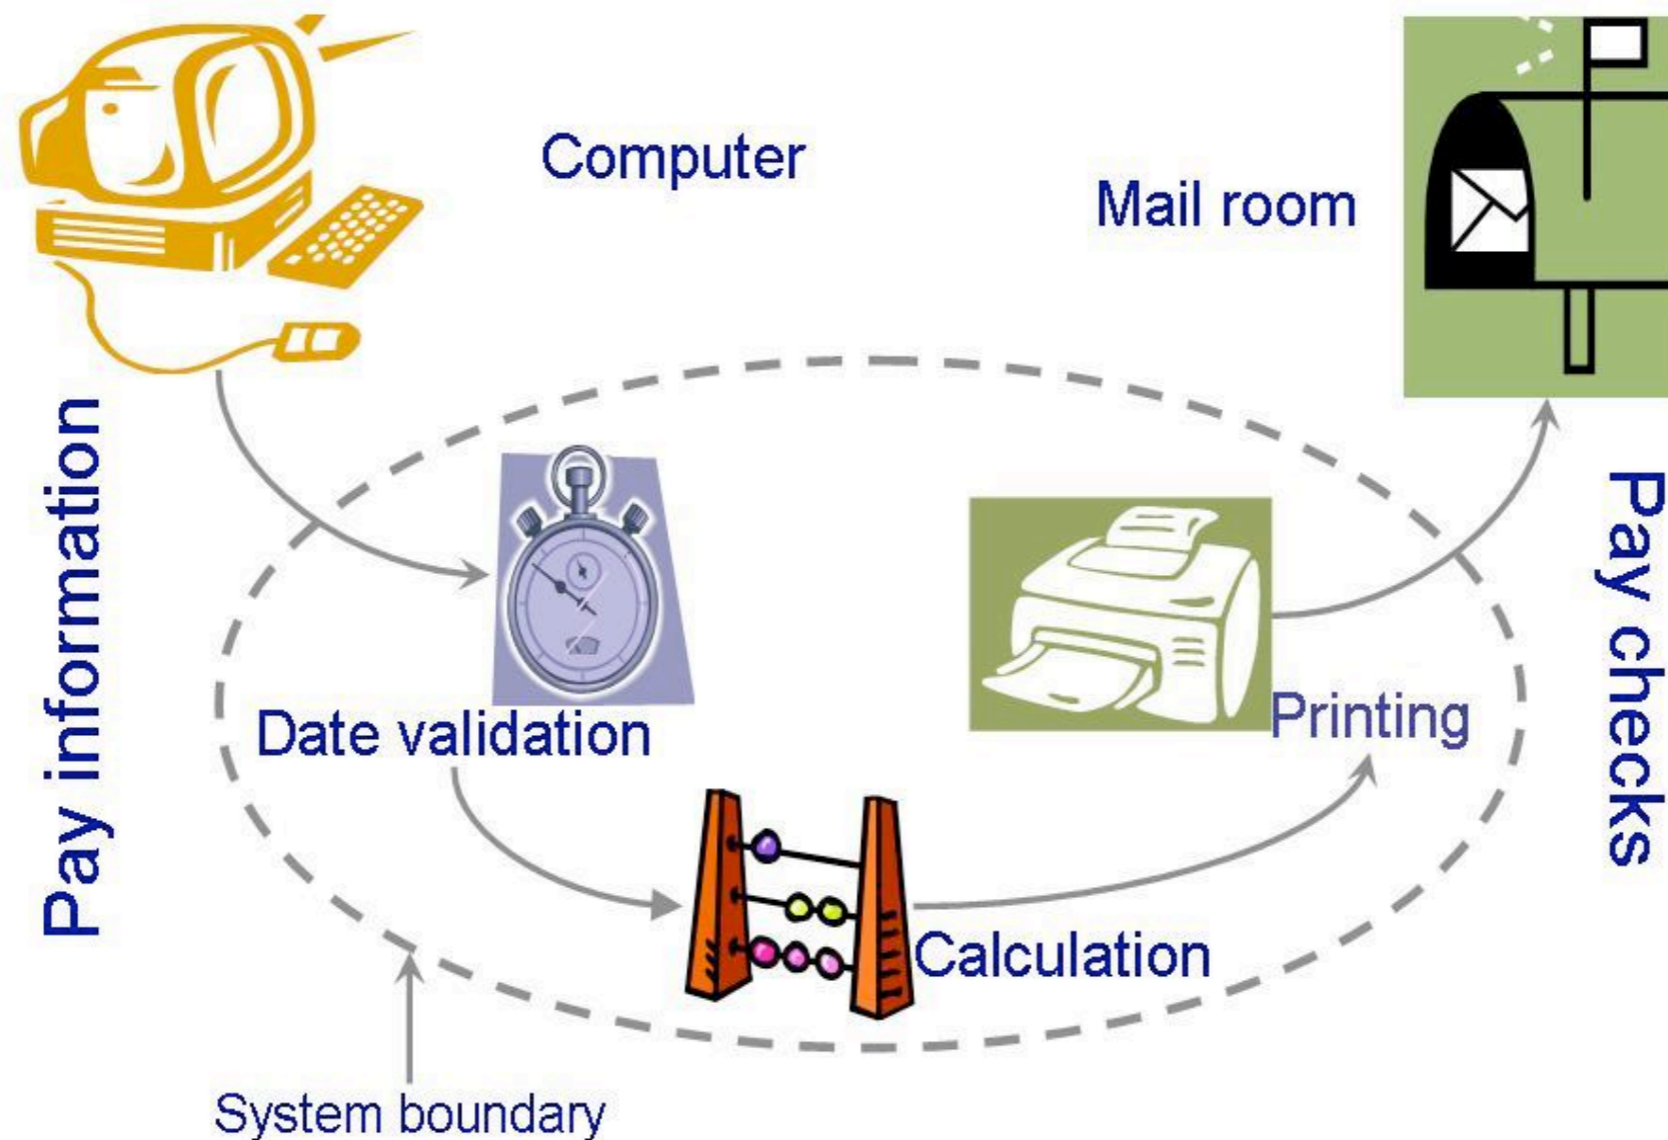 Computer
Mail room
Pay information
Pay checks
Date validation
Printing
Calculation
System boundary